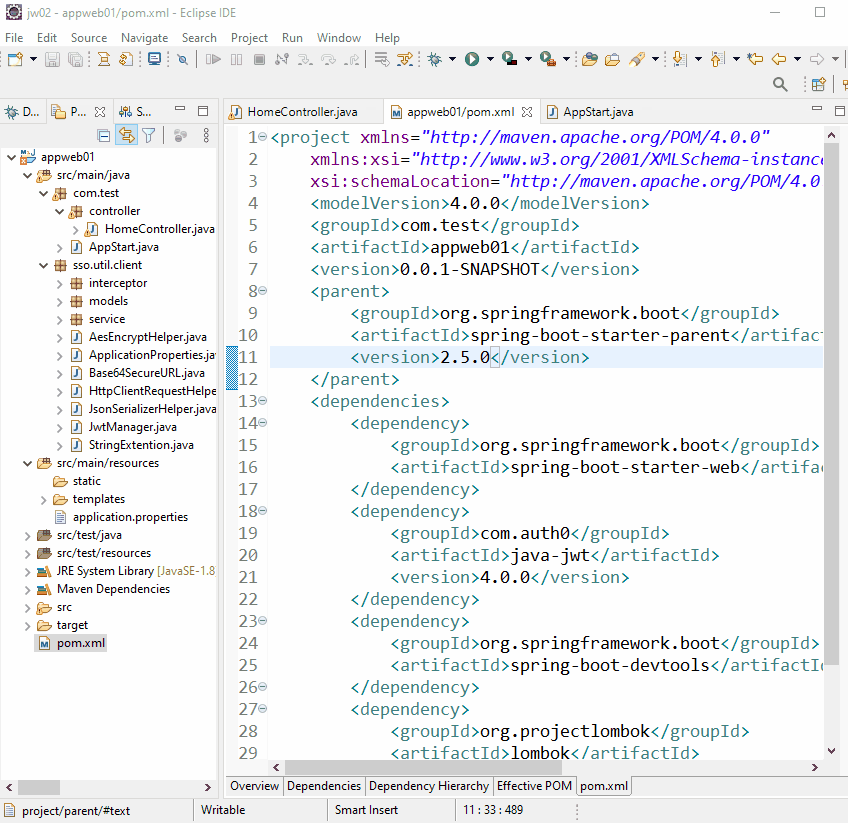 jw02 - appweb01/pom.xml - Eclipse IDE
File Edit Source Navigate Search Project Run Window Help
D... P... S...
HomeController.java appweb01/pom.xml AppStart.java
appweb01
src/main/java
com.test
controller
HomeController.java
AppStart.java
sso.util.client
interceptor
models
service
AesEncryptHelper.java
ApplicationProperties.ja
Base64SecureURL.java
HttpClientRequestHelpe
JsonSerializerHelper.java
JwtManager.java
StringExtention.java
src/main/resources
static
templates
application.properties
src/test/java
src/test/resources
JRE System Library [JavaSE-1.8
Maven Dependencies
src
target
pom.xml
1 <project xmlns="http://maven.apache.org/POM/4.0.0"
2 xmlns:xsi="http://www.w3.org/2001/XMLSchema-instance
3 xsi:schemaLocation="http://maven.apache.org/POM/4.0
4 <modelVersion>4.0.0</modelVersion>
5 <groupId>com.test</groupId>
6 <artifactId>appweb01</artifactId>
7 <version>0.0.1-SNAPSHOT</version>
8 <parent>
9 <groupId>org.springframework.boot</groupId>
10 <artifactId>spring-boot-starter-parent</artifact
11 <version>2.5.0</version>
12 </parent>
13 <dependencies>
14 <dependency>
15 <groupId>org.springframework.boot</groupId>
16 <artifactId>spring-boot-starter-web</artifac
17 </dependency>
18 <dependency>
19 <groupId>com.auth0</groupId>
20 <artifactId>java-jwt</artifactId>
21 <version>4.0.0</version>
22 </dependency>
23 <dependency>
24 <groupId>org.springframework.boot</groupId>
25 <artifactId>spring-boot-devtools</artifactI
26 </dependency>
27 <dependency>
28 <groupId>org.projectlombok</groupId>
29 <artifactId>lombok</artifactId>
Overview Dependencies Dependency Hierarchy Effective POM pom.xml
project/parent/#text Writable Smart Insert 11 : 33 : 489